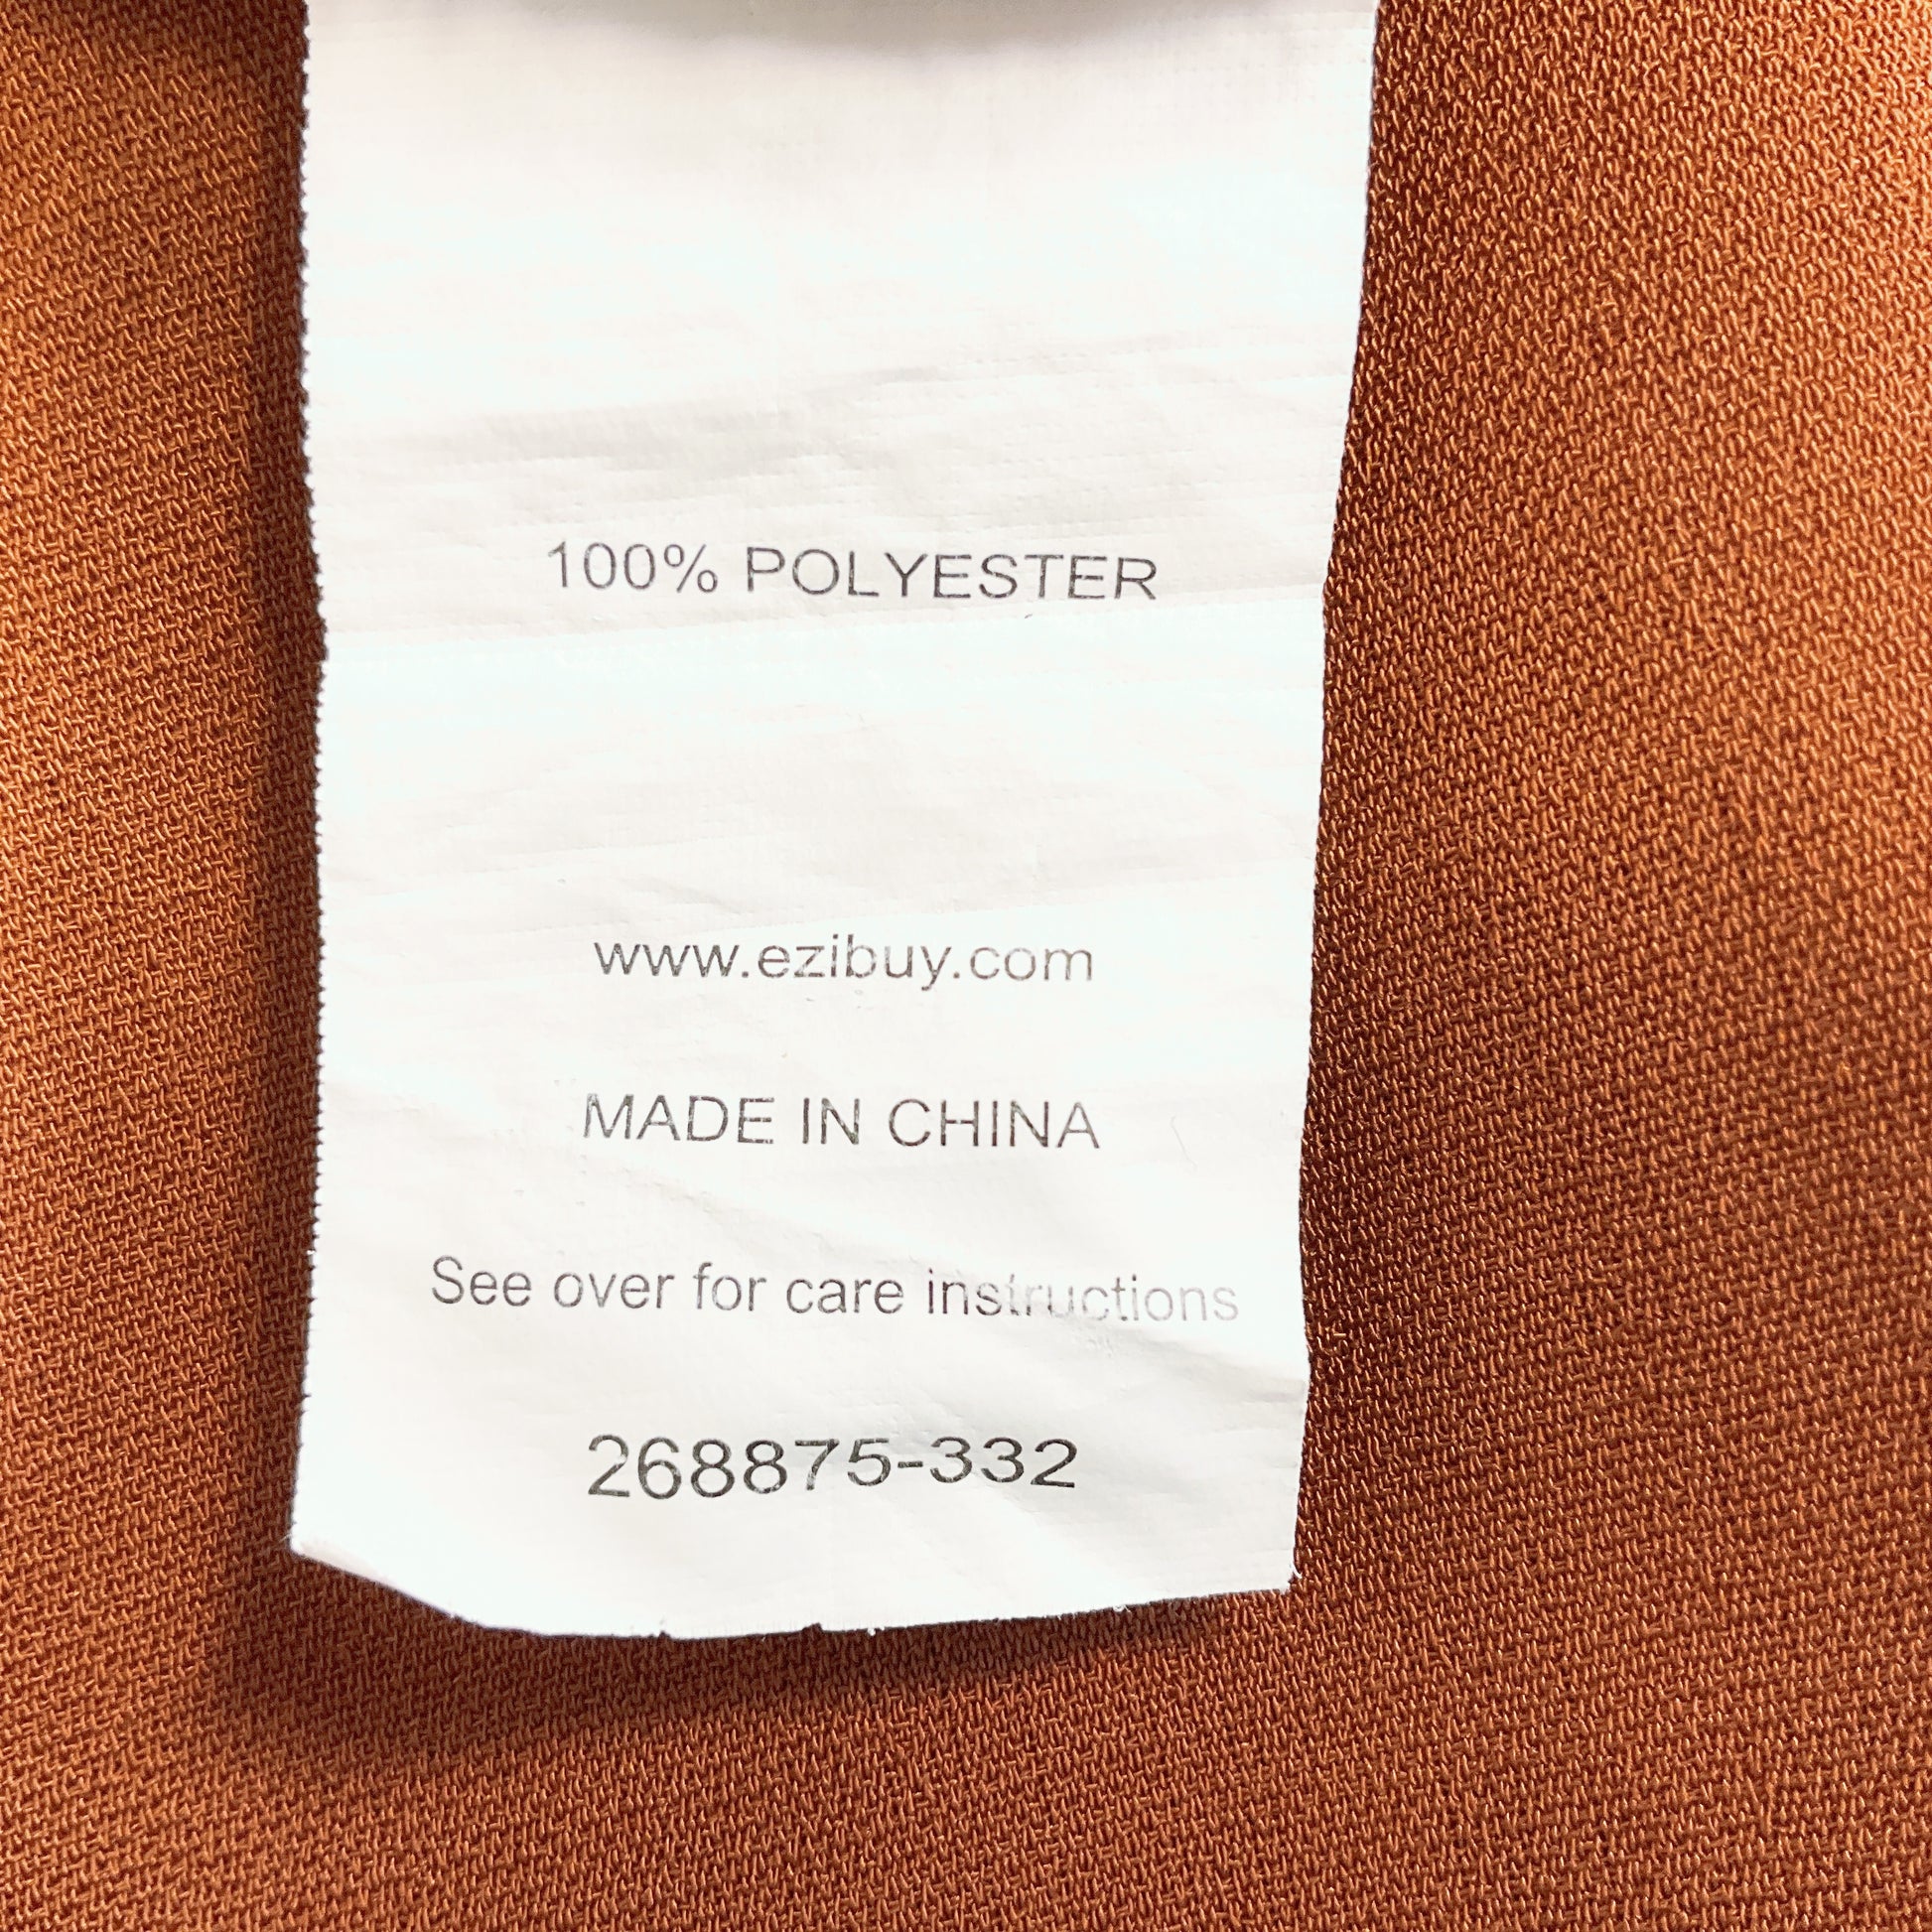 100% POLYESTER
www.ezibuy.com
MADE IN CHINA
See over for care instructions
268875-332